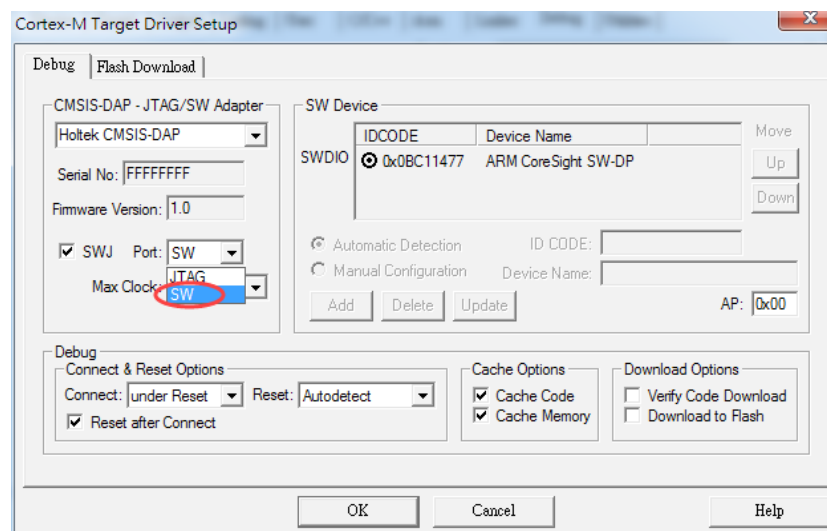 Cortex-M Target Driver Setup
Debug
Flash Download
CMSIS-DAP - JTAG/SW Adapter
Holtek CMSIS-DAP
Serial No: FFFFFFFF
Firmware Version: 1.0
SWJ Port: SW
JTAG
SW
Max Clock:
SW Device
IDCODE Device Name
SWDIO 0x0BC11477 ARM CoreSight SW-DP
Move
Up
Down
Automatic Detection ID CODE:
Manual Configuration Device Name:
Add Delete Update AP: 0x00
Debug
Connect & Reset Options
Connect: under Reset Reset: Autodetect
Reset after Connect
Cache Options
Cache Code
Cache Memory
Download Options
Verify Code Download
Download to Flash
OK Cancel Help